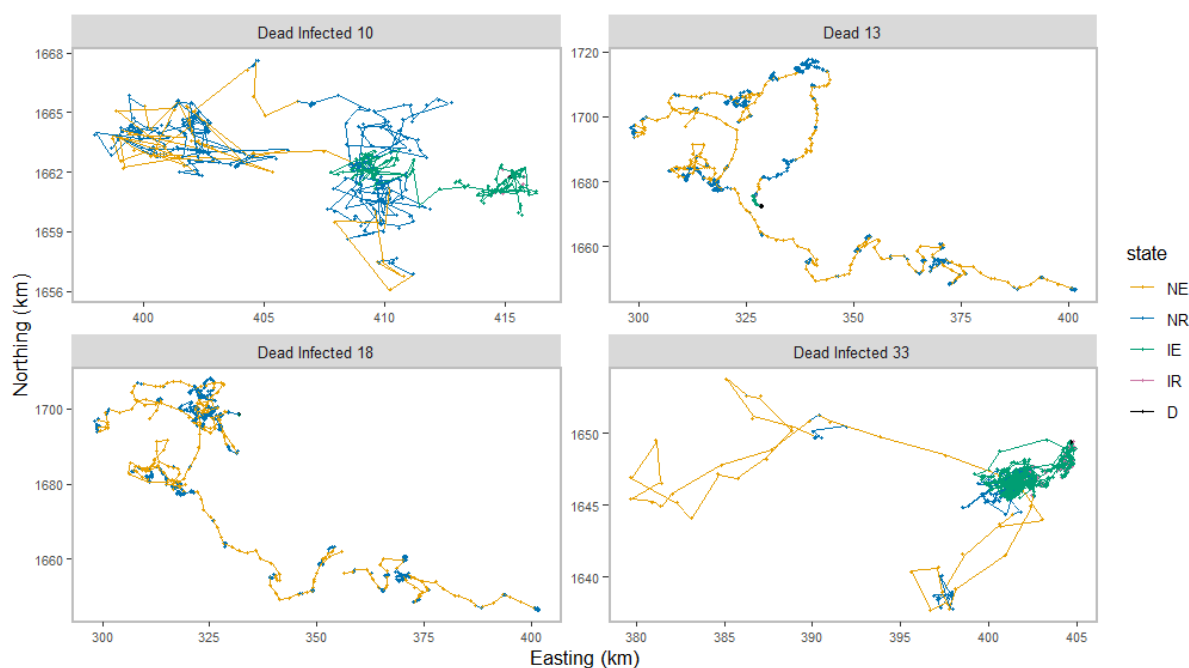 Dead Infected 10
Dead 13
1668
1665
1662
1659
1656
400
405
410
415
1720
1700
1680
1660
300
325
350
375
400
Dead Infected 18
Dead Infected 33
1700
1680
1660
300
325
350
375
400
1650
1645
1640
380
385
390
395
400
405
Northing (km)
Easting (km)
state
NE
NR
IE
IR
D